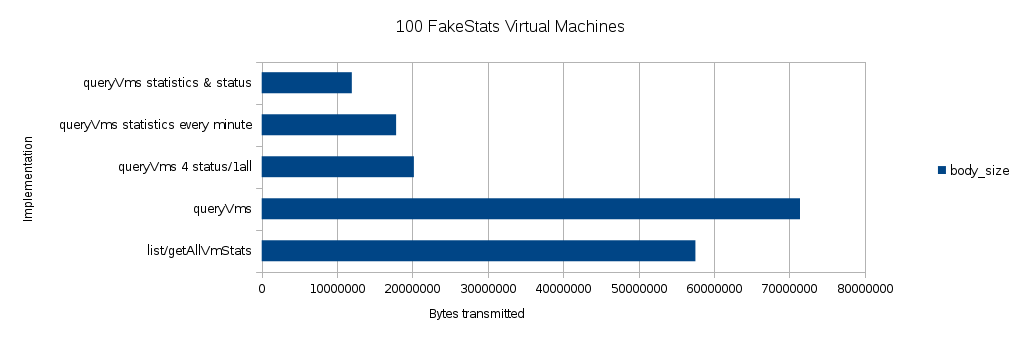 100 FakeStats Virtual Machines
queryVms statistics & status
queryVms statistics every minute
queryVms 4 status/1all
queryVms
list/getAllVmStats
Implementation
0 10000000 20000000 30000000 40000000 50000000 60000000 70000000 80000000
Bytes transmitted
body_size